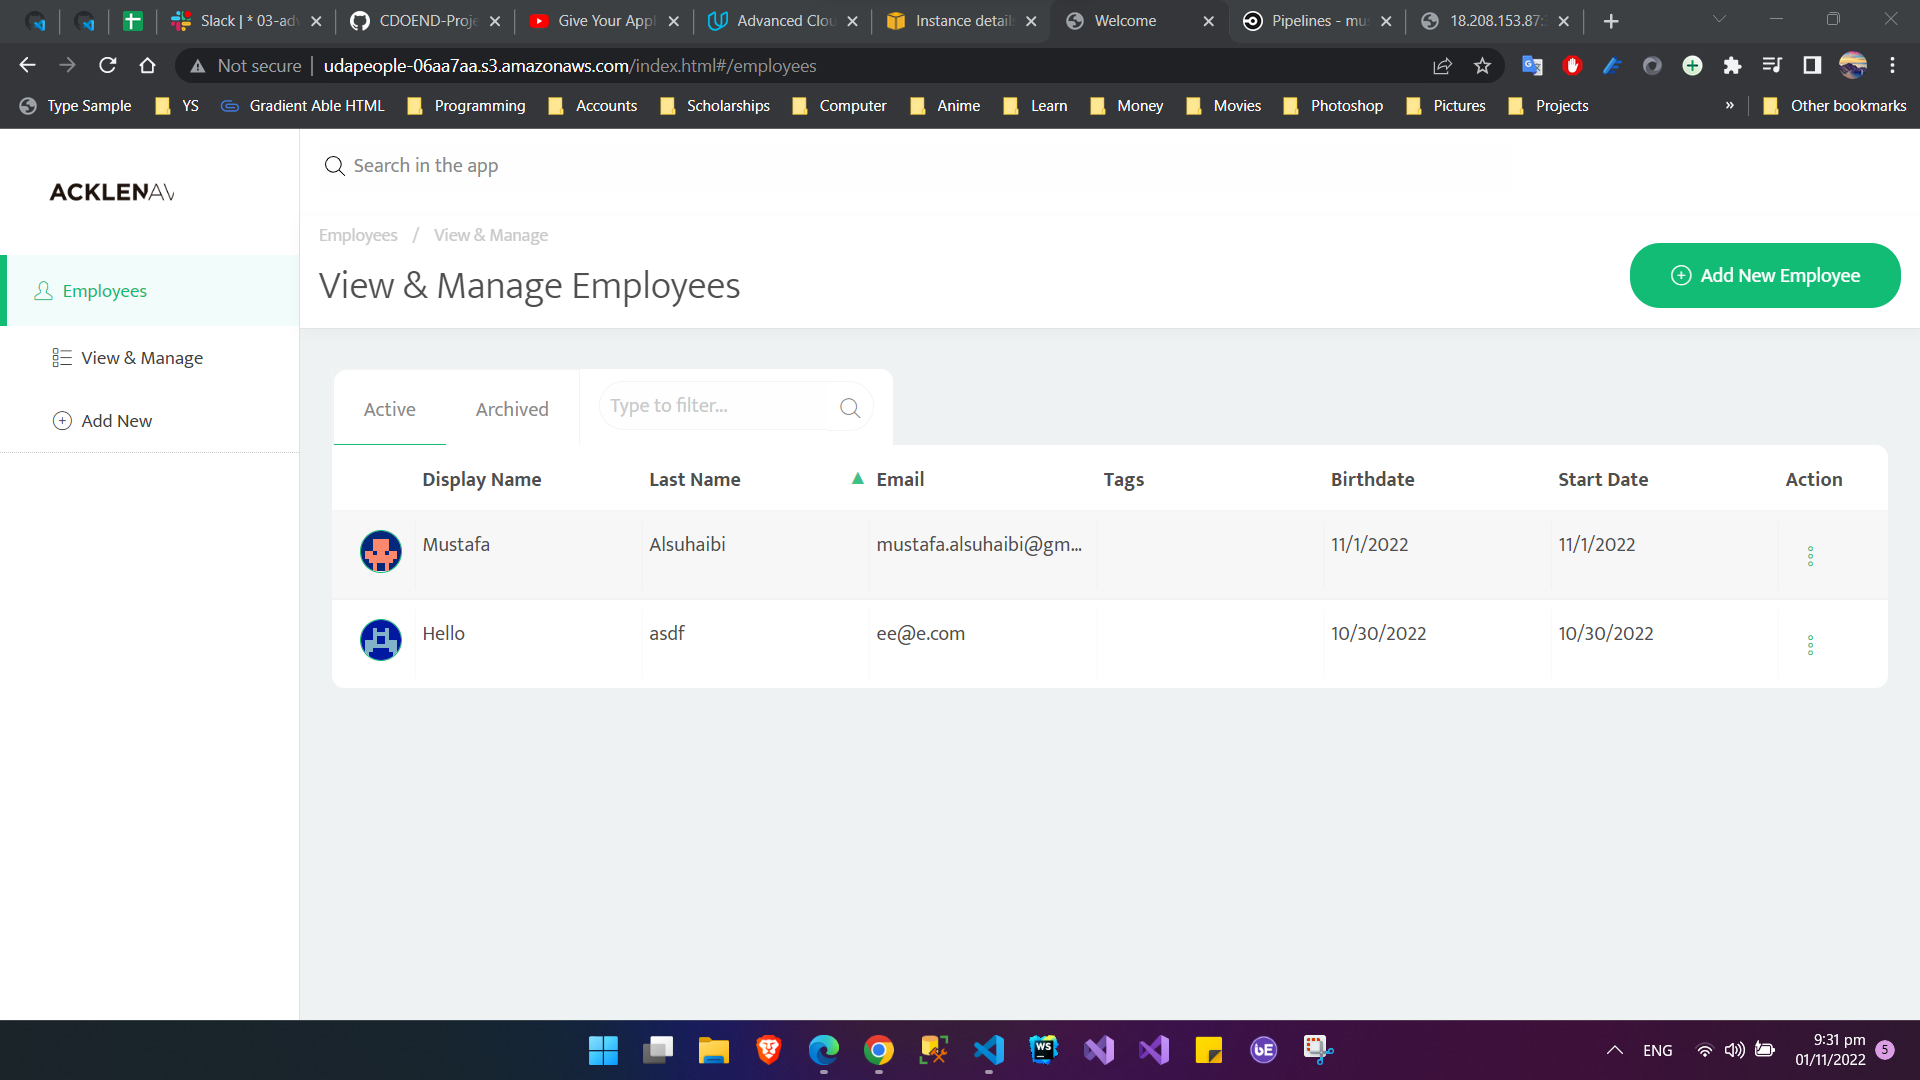 Slack | * 03-adv
CDOEND-Proje
Give Your Appl
Advanced Clou
Instance details
Welcome
Pipelines - mus
18.208.153.87:3
Not secure
udapeople-06aa7aa.s3.amazonaws.com/index.html#/employees
Type Sample
YS
Gradient Able HTML
Programming
Accounts
Scholarships
Computer
Anime
Learn
Money
Movies
Photoshop
Pictures
Projects
»
Other bookmarks
ACKLENAV
Search in the app
Employees / View & Manage
View & Manage Employees
Add New Employee
Employees
View & Manage
Add New
Active
Archived
Type to filter...
Display Name Last Name Email Tags Birthdate Start Date Action
Mustafa Alsuhaibi mustafa.alsuhaibi@gm... 11/1/2022 11/1/2022
Hello asdf ee@e.com 10/30/2022 10/30/2022
WS
bE
ENG
9:31 pm
01/11/2022
5